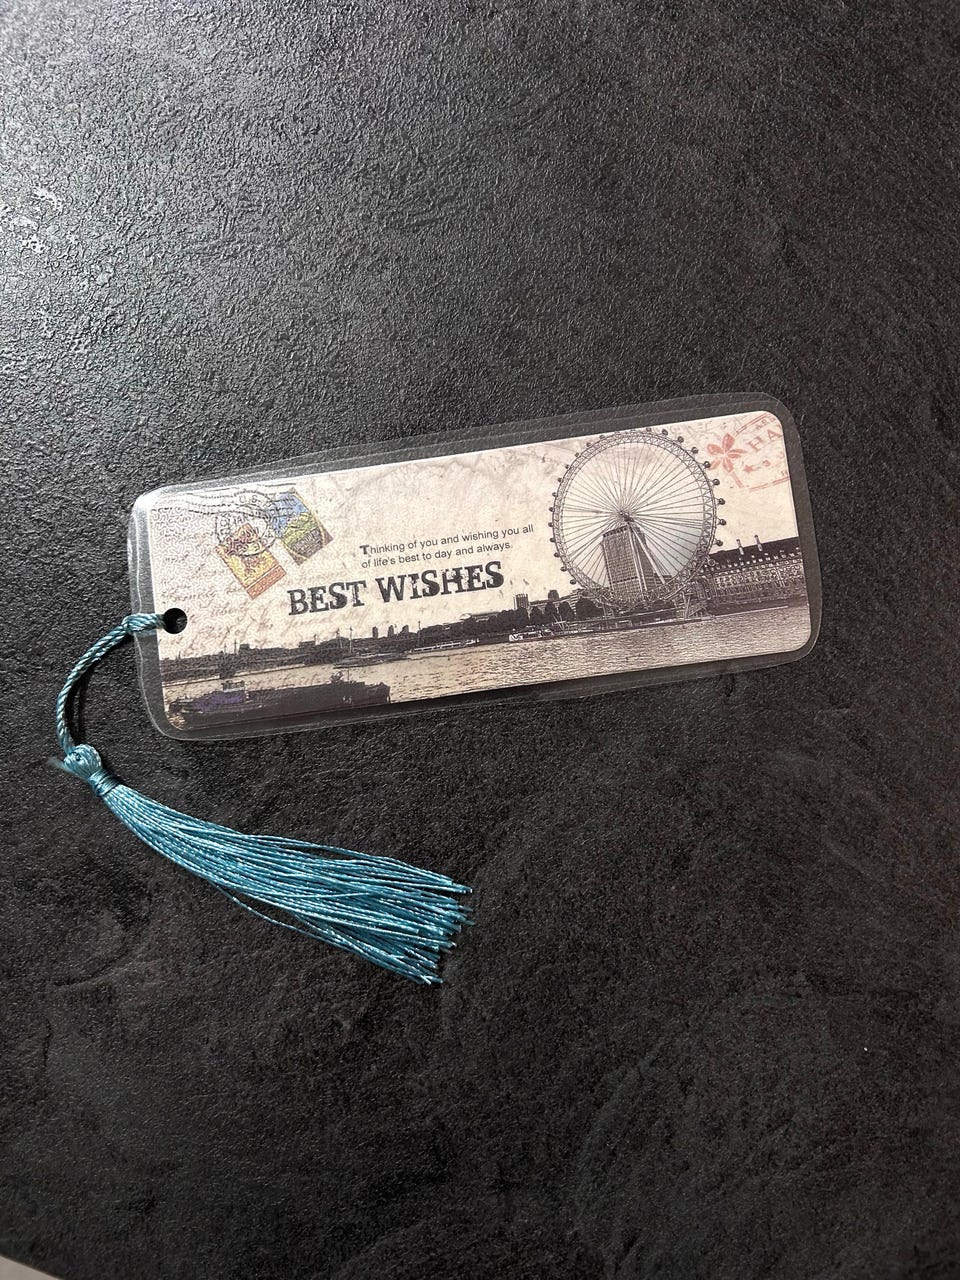 Thinking of you and wishing you all
of life's best to day and always.
BEST WISHES